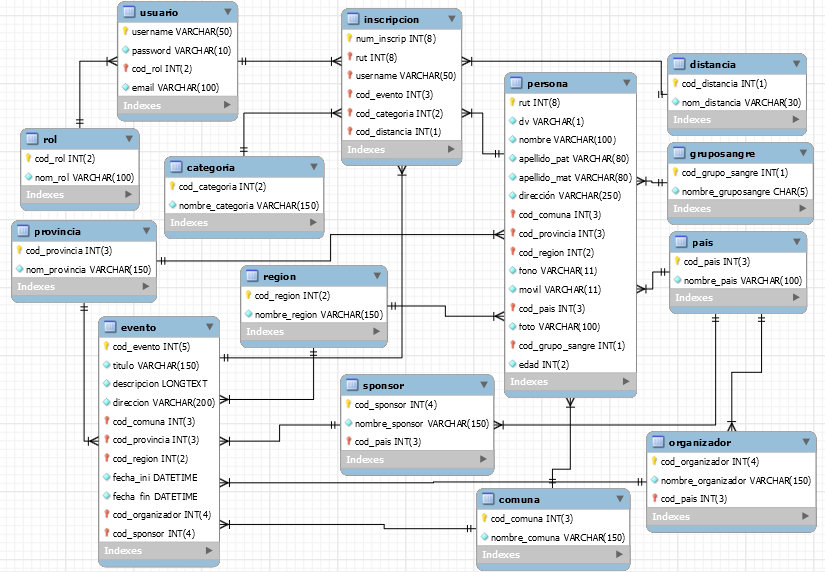 usuario
username VARCHAR(50)
password VARCHAR(10)
cod_rol INT(2)
email VARCHAR(100)
Indexes
inscripcion
num_inscrip INT(8)
rut INT(8)
username VARCHAR(50)
cod_evento INT(3)
cod_categoria INT(2)
cod_distancia INT(1)
Indexes
distancia
cod_distancia INT(1)
nom_distancia VARCHAR(30)
Indexes
persona
rut INT(8)
dv VARCHAR(1)
nombre VARCHAR(100)
apellido_pat VARCHAR(80)
apellido_mat VARCHAR(80)
dirección VARCHAR(250)
cod_comuna INT(3)
cod_provincia INT(3)
cod_region INT(2)
fono VARCHAR(11)
movil VARCHAR(11)
cod_pais INT(3)
foto VARCHAR(100)
cod_grupo_sangre INT(1)
edad INT(2)
Indexes
rol
cod_rol INT(2)
nom_rol VARCHAR(100)
Indexes
categoria
cod_categoria INT(2)
nombre_categoria VARCHAR(150)
Indexes
gruposangre
cod_grupo_sangre INT(1)
nombre_gruposangre CHAR(5)
Indexes
provincia
cod_provincia INT(3)
nom_provincia VARCHAR(150)
Indexes
pais
cod_pais INT(3)
nombre_pais VARCHAR(100)
Indexes
region
cod_region INT(2)
nombre_region VARCHAR(150)
Indexes
evento
cod_evento INT(5)
titulo VARCHAR(150)
descripcion LONGTEXT
direccion VARCHAR(200)
cod_comuna INT(3)
cod_provincia INT(3)
cod_region INT(2)
fecha_ini DATETIME
fecha_fin DATETIME
cod_organizador INT(4)
cod_sponsor INT(4)
Indexes
sponsor
cod_sponsor INT(4)
nombre_sponsor VARCHAR(150)
cod_pais INT(3)
Indexes
organizador
cod_organizador INT(4)
nombre_organizador VARCHAR(150)
cod_pais INT(3)
Indexes
comuna
cod_comuna INT(3)
nombre_comuna VARCHAR(150)
Indexes